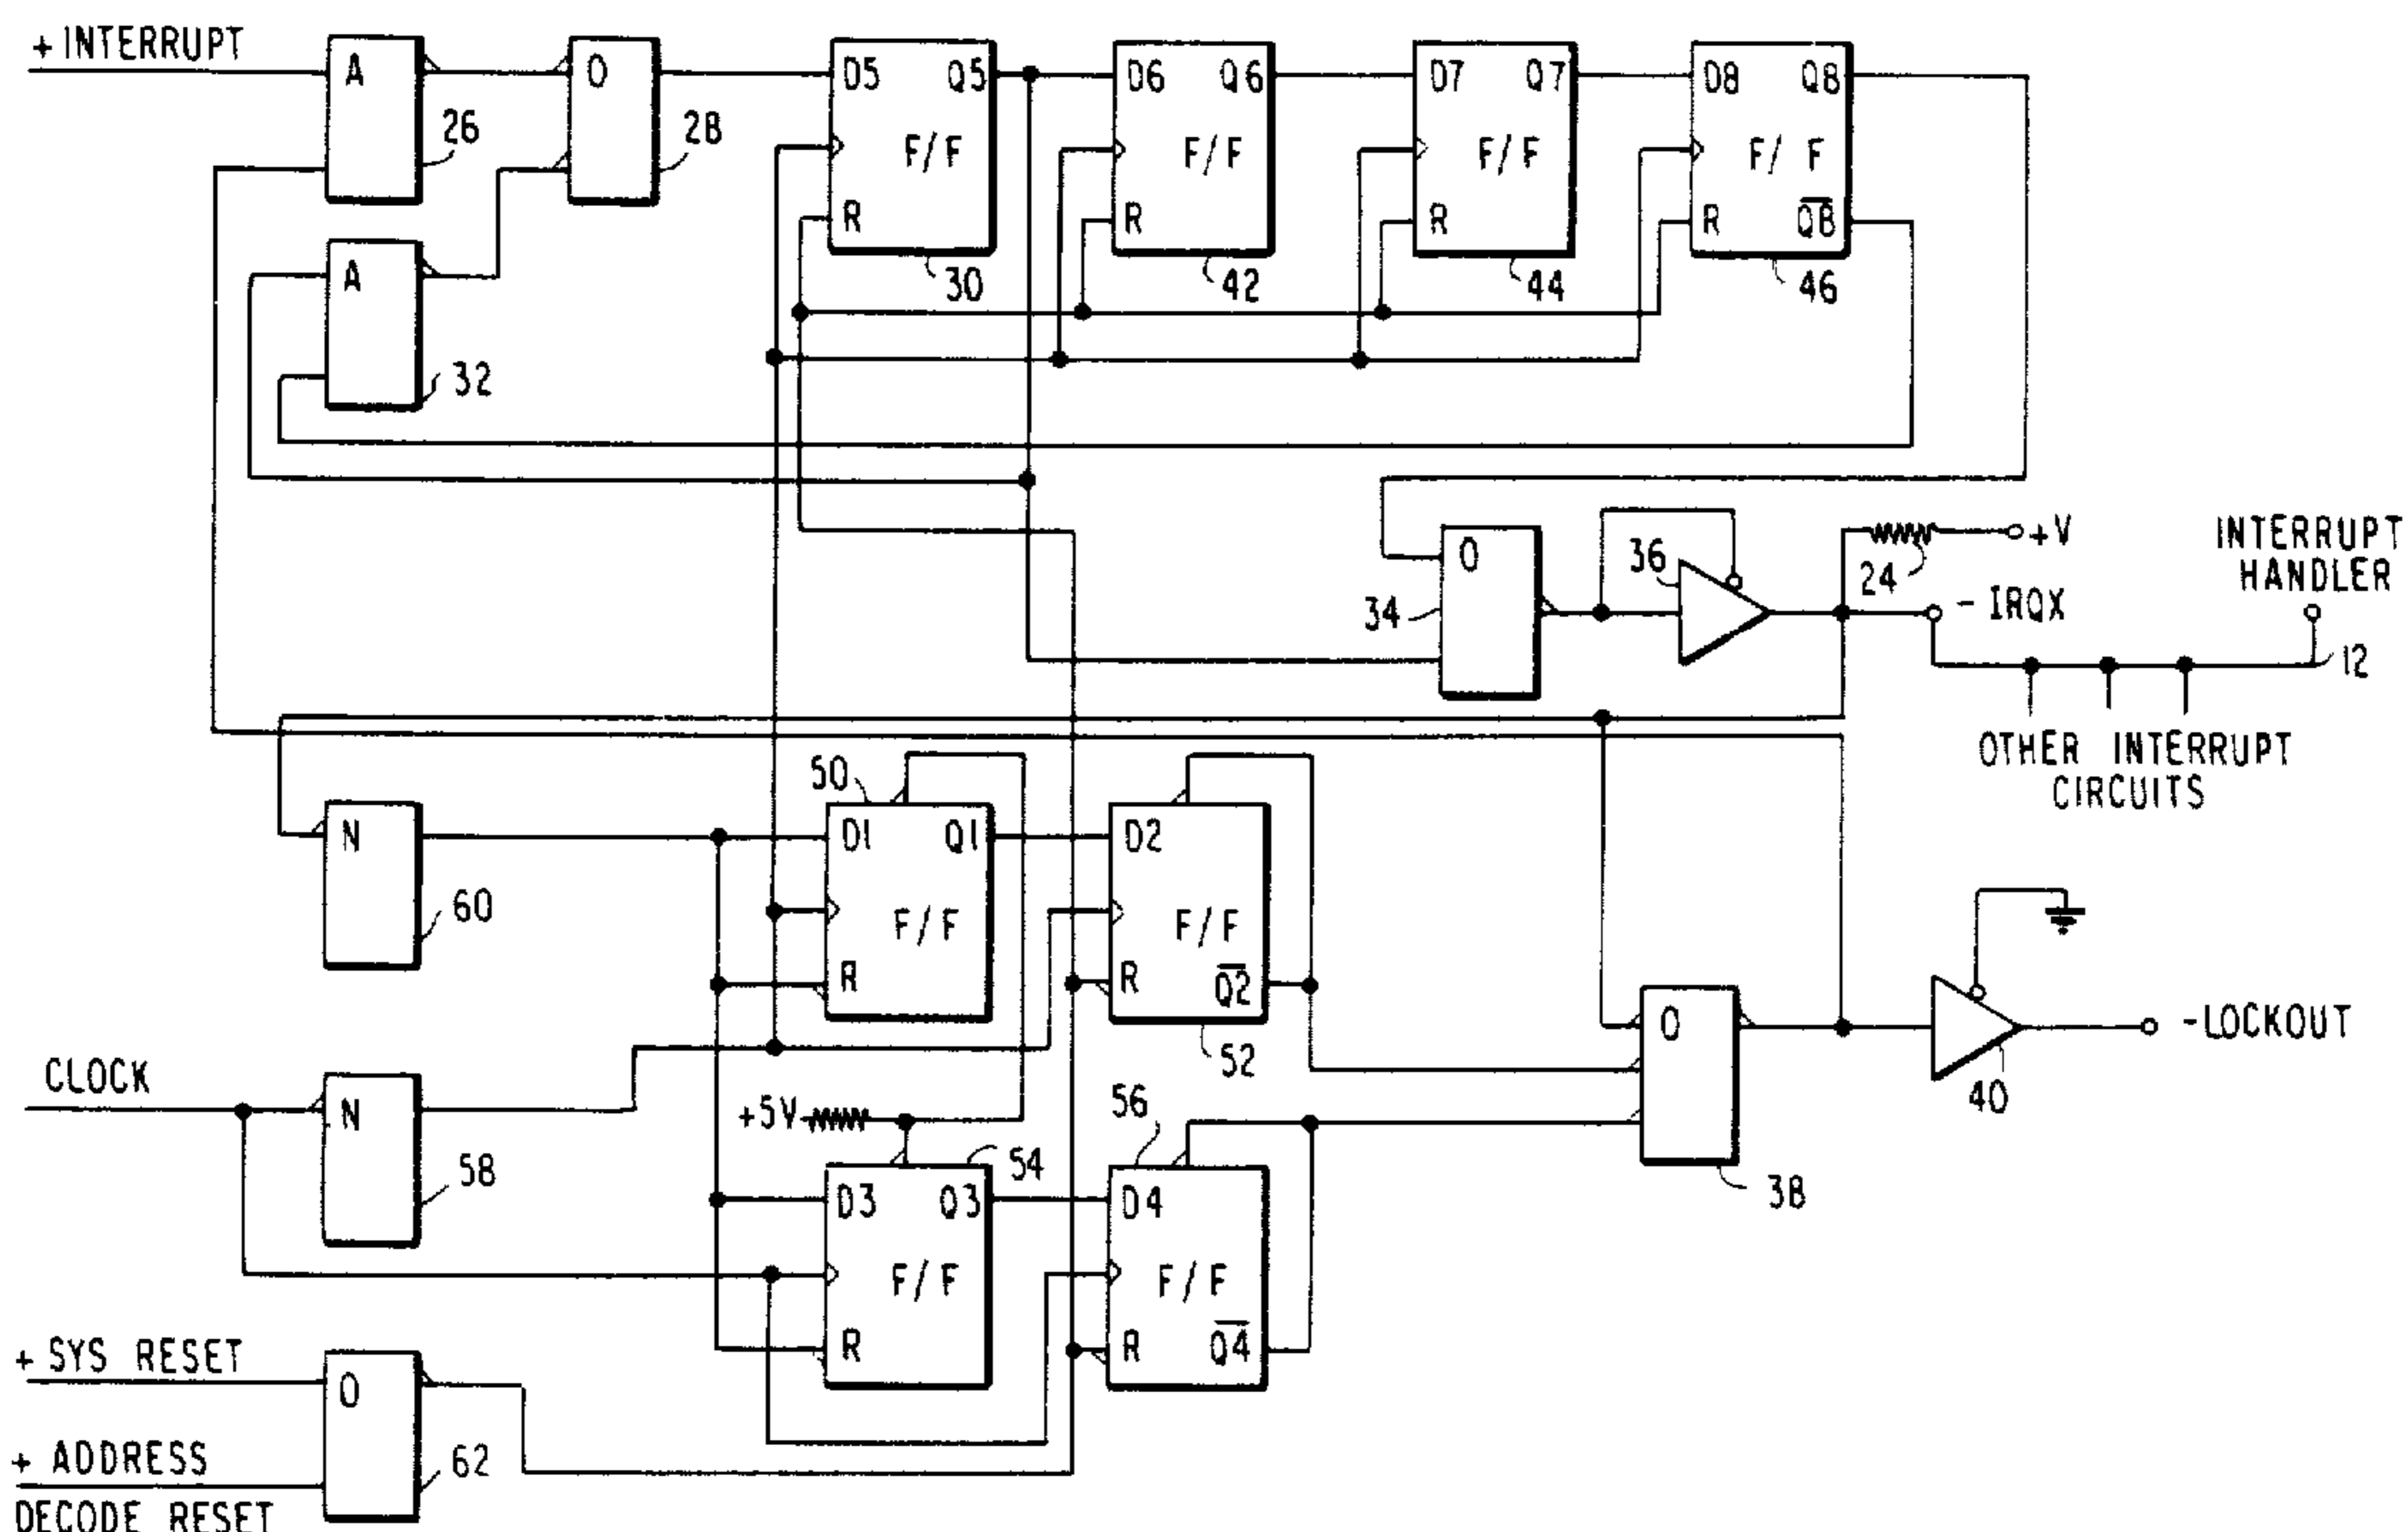 + INTERRUPT
A
26
O
28
D5 Q5
F/F
R
30
D6 Q6
F/F
R
42
D7 Q7
F/F
R
44
D8 Q8
F/F
R Q8
46
A
32
O
34
36
24
+V
- IRQX
INTERRUPT
HANDLER
12
OTHER INTERRUPT
CIRCUITS
N
60
50
D1 Q1
F/F
R
D2
F/F
R Q2
52
CLOCK
N
58
+5V
54
D3 Q3
F/F
R
56
D4
F/F
R Q4
O
38
40
-LOCKOUT
+ SYS RESET
O
+ ADDRESS
DECODE RESET
62